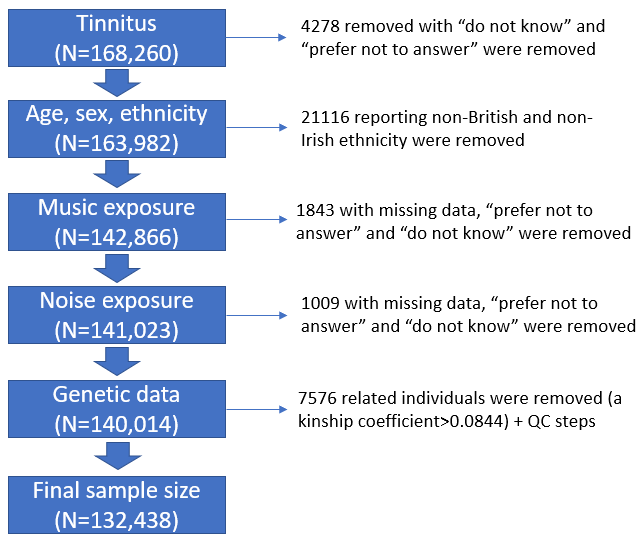 Tinnitus
(N=168,260)
4278 removed with “do not know” and
“prefer not to answer” were removed
Age, sex, ethnicity
(N=163,982)
21116 reporting non-British and non-
Irish ethnicity were removed
Music exposure
(N=142,866)
1843 with missing data, “prefer not to
answer” and “do not know” were removed
Noise exposure
(N=141,023)
1009 with missing data, “prefer not to
answer” and “do not know” were removed
Genetic data
(N=140,014)
7576 related individuals were removed (a
kinship coefficient>0.0844) + QC steps
Final sample size
(N=132,438)